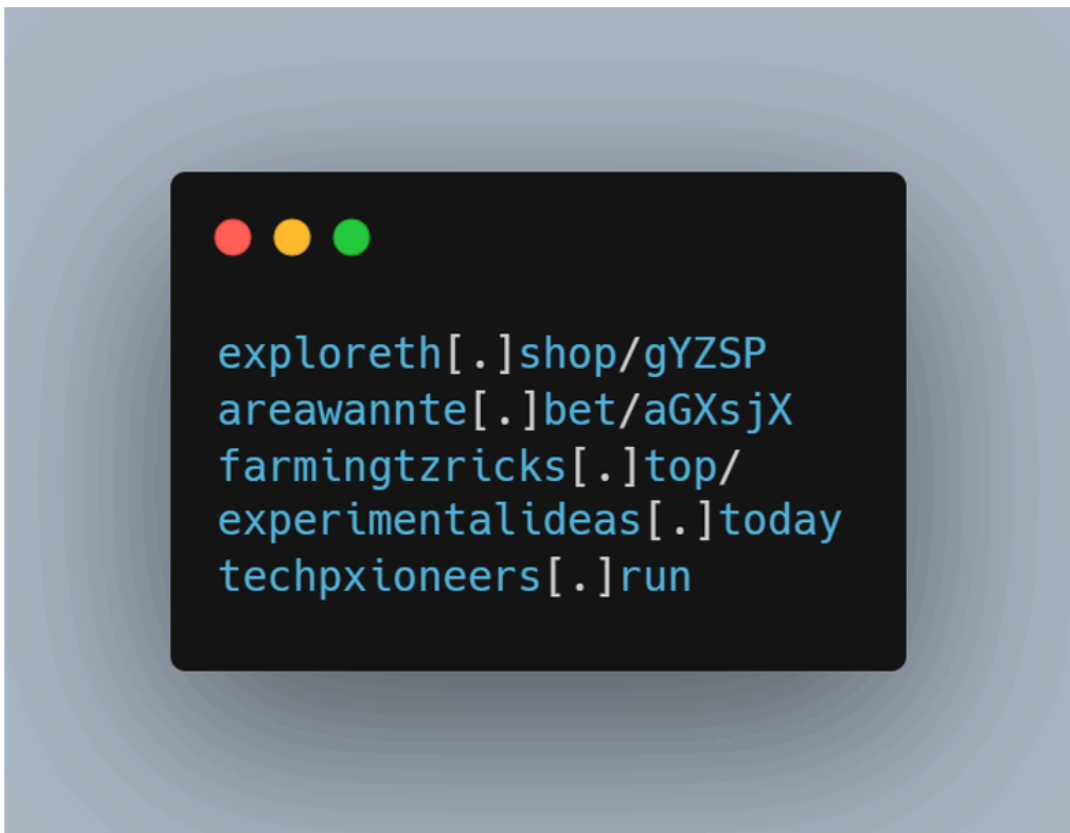 exploreth[.]shop/gYZSP
areawannte[.]bet/aGXsjX
farmingtzricks[.]top/
experimentalideas[.]today
techpxioneers[.]run